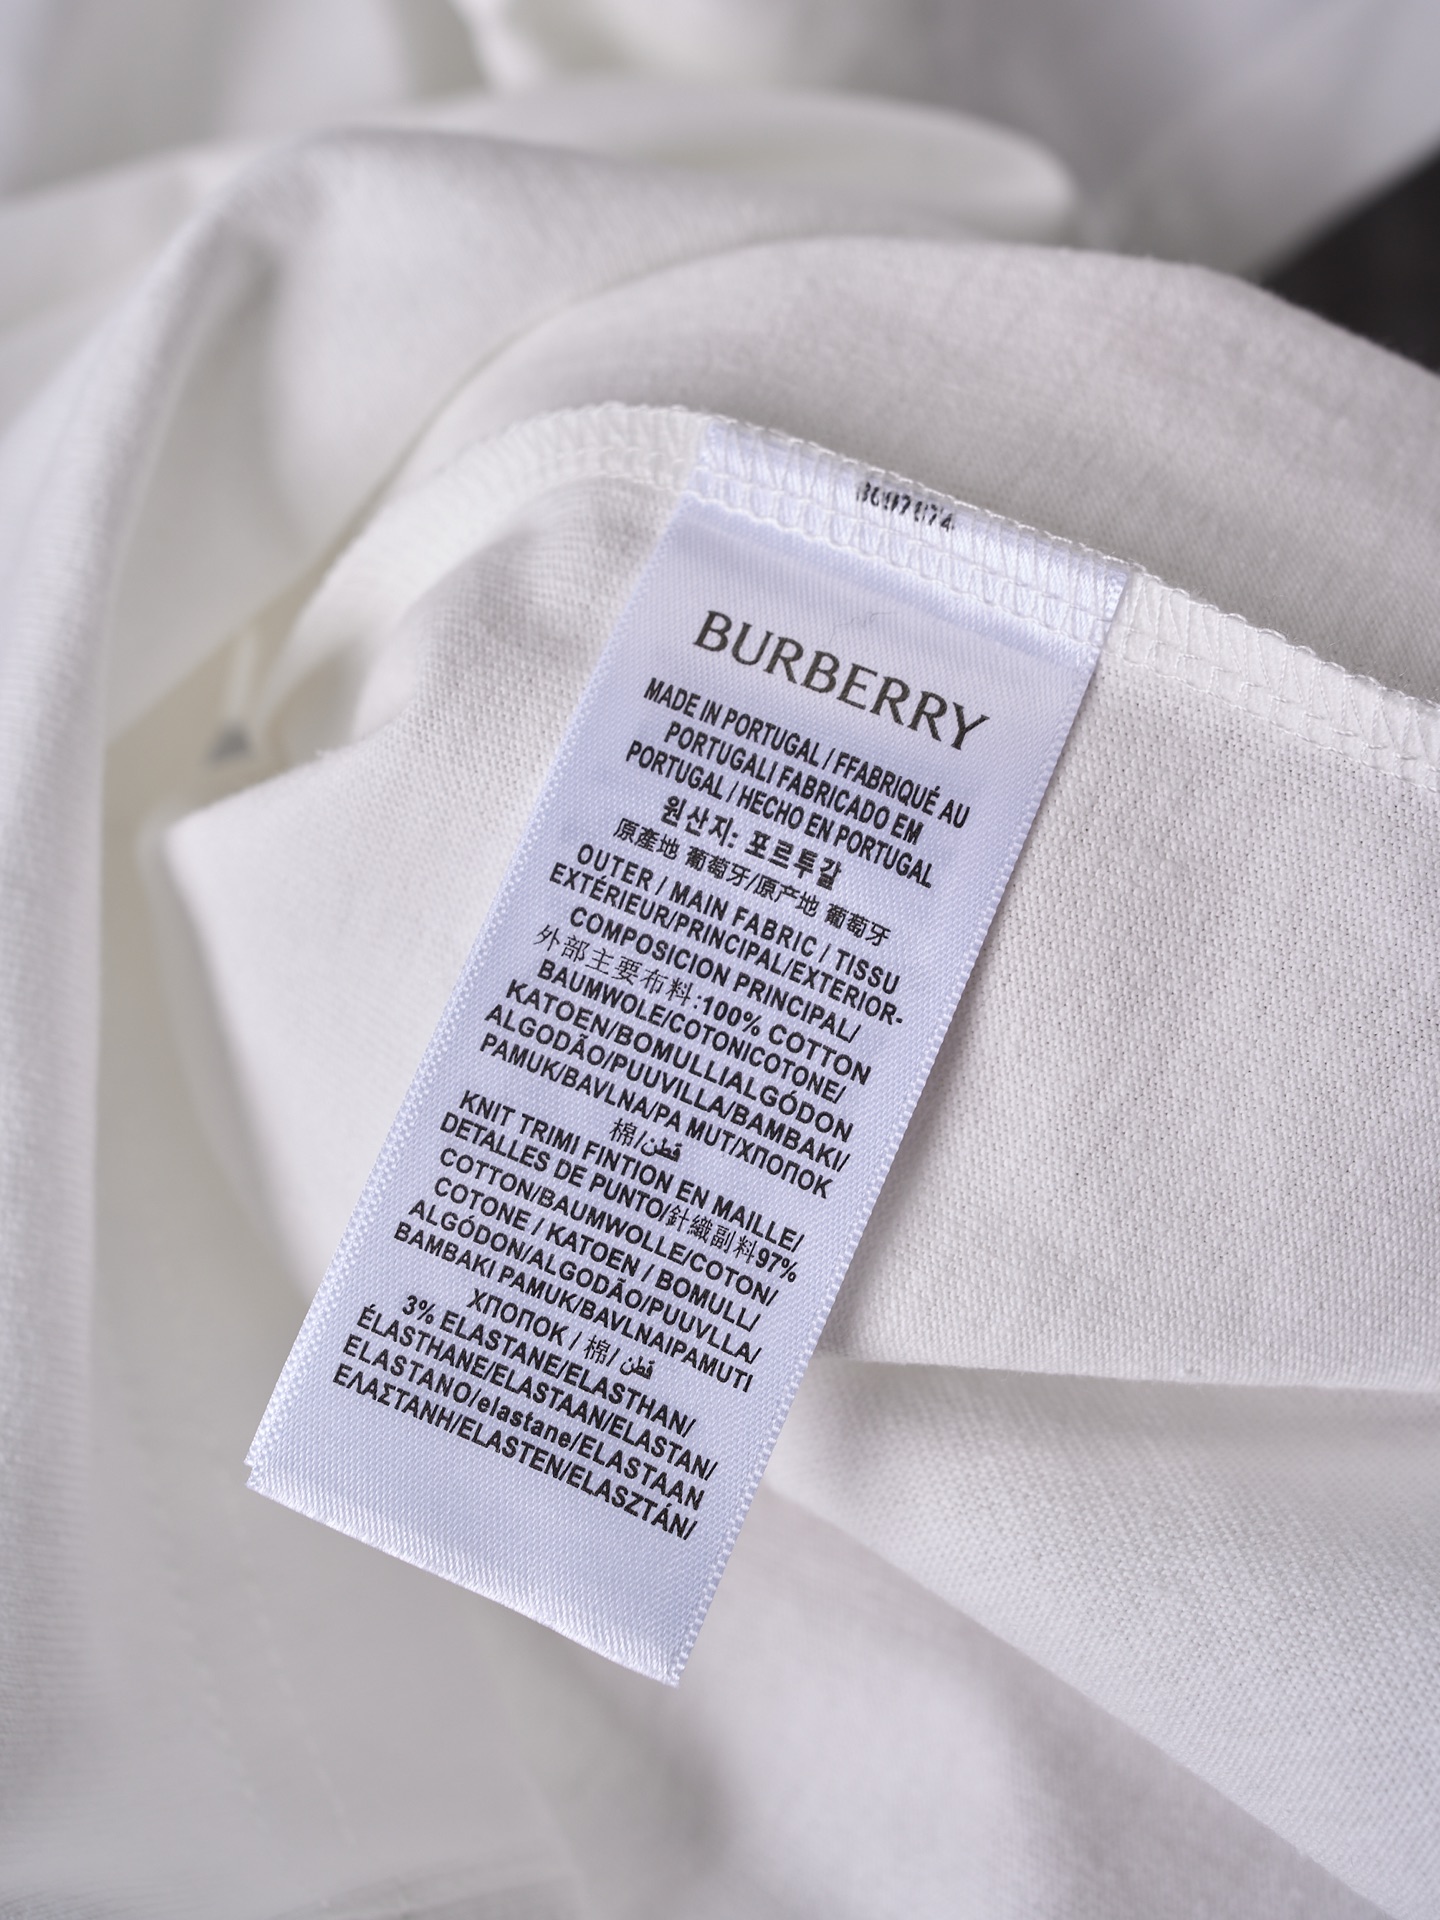 BURBERRY
MADE IN PORTUGAL / FFABRIQUÉ AU
PORTUGALI FABRICADO EM
PORTUGAL / HECHO EN PORTUGAL
원산지: 포르투갈
原產地 葡萄牙/原产地 葡萄牙
OUTER / MAIN FABRIC / TISSU
EXTÉRIEUR/PRINCIPAL/EXTERIOR-
COMPOSICION PRINCIPAL/
外部主要布料:100% COTTON
BAUMWOLE/COTONICOTONE/
KATOEN/BOMULLIALGÓDON
ALGODÃO/PUUVILLA/BAMBAKI/
PAMUK/BAVLNA/PA MUT/ХПОПОК
棉/قطن
KNIT TRIMI FINTION EN MAILLE/
DETALLES DE PUNTO/針織副料97%
COTTON/BAUMWOLLE/COTON/
COTONE / KATOEN / BOMULL/
ALGÓDON/ALGODÃO/PUUVLLA/
BAMBAKI PAMUK/BAVLNAIPAMUTI
ХПОПОК / 棉/ قطن
3% ELASTANE/ELASTHAN/
ÉLASTHANE/ELASTAAN/ELASTAN/
ELASTANO/elastane/ELASTAAN
ΕΛΑΣΤΑΝΗ/ELASTEN/ELASZTÁN/